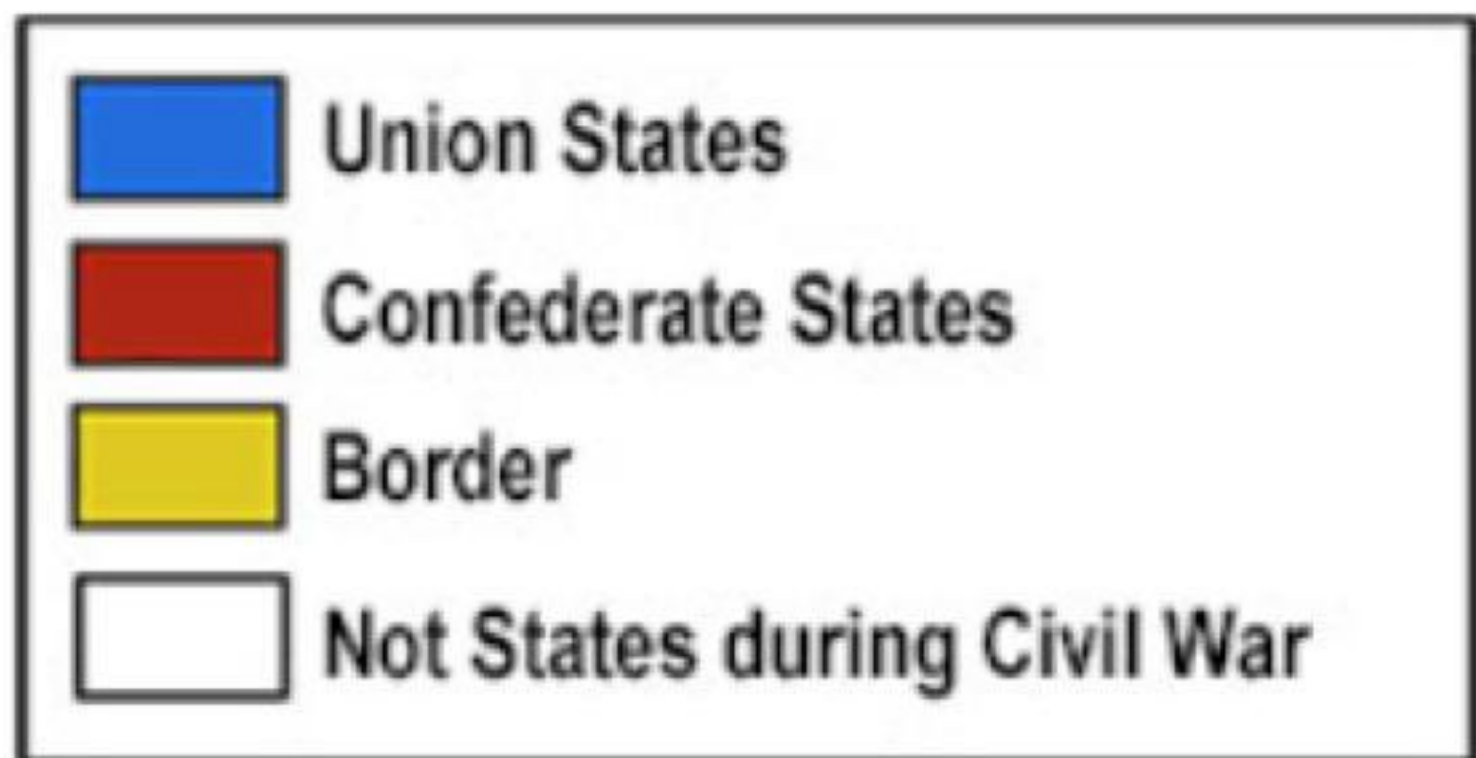 Union States
Confederate States
Border
Not States during Civil War